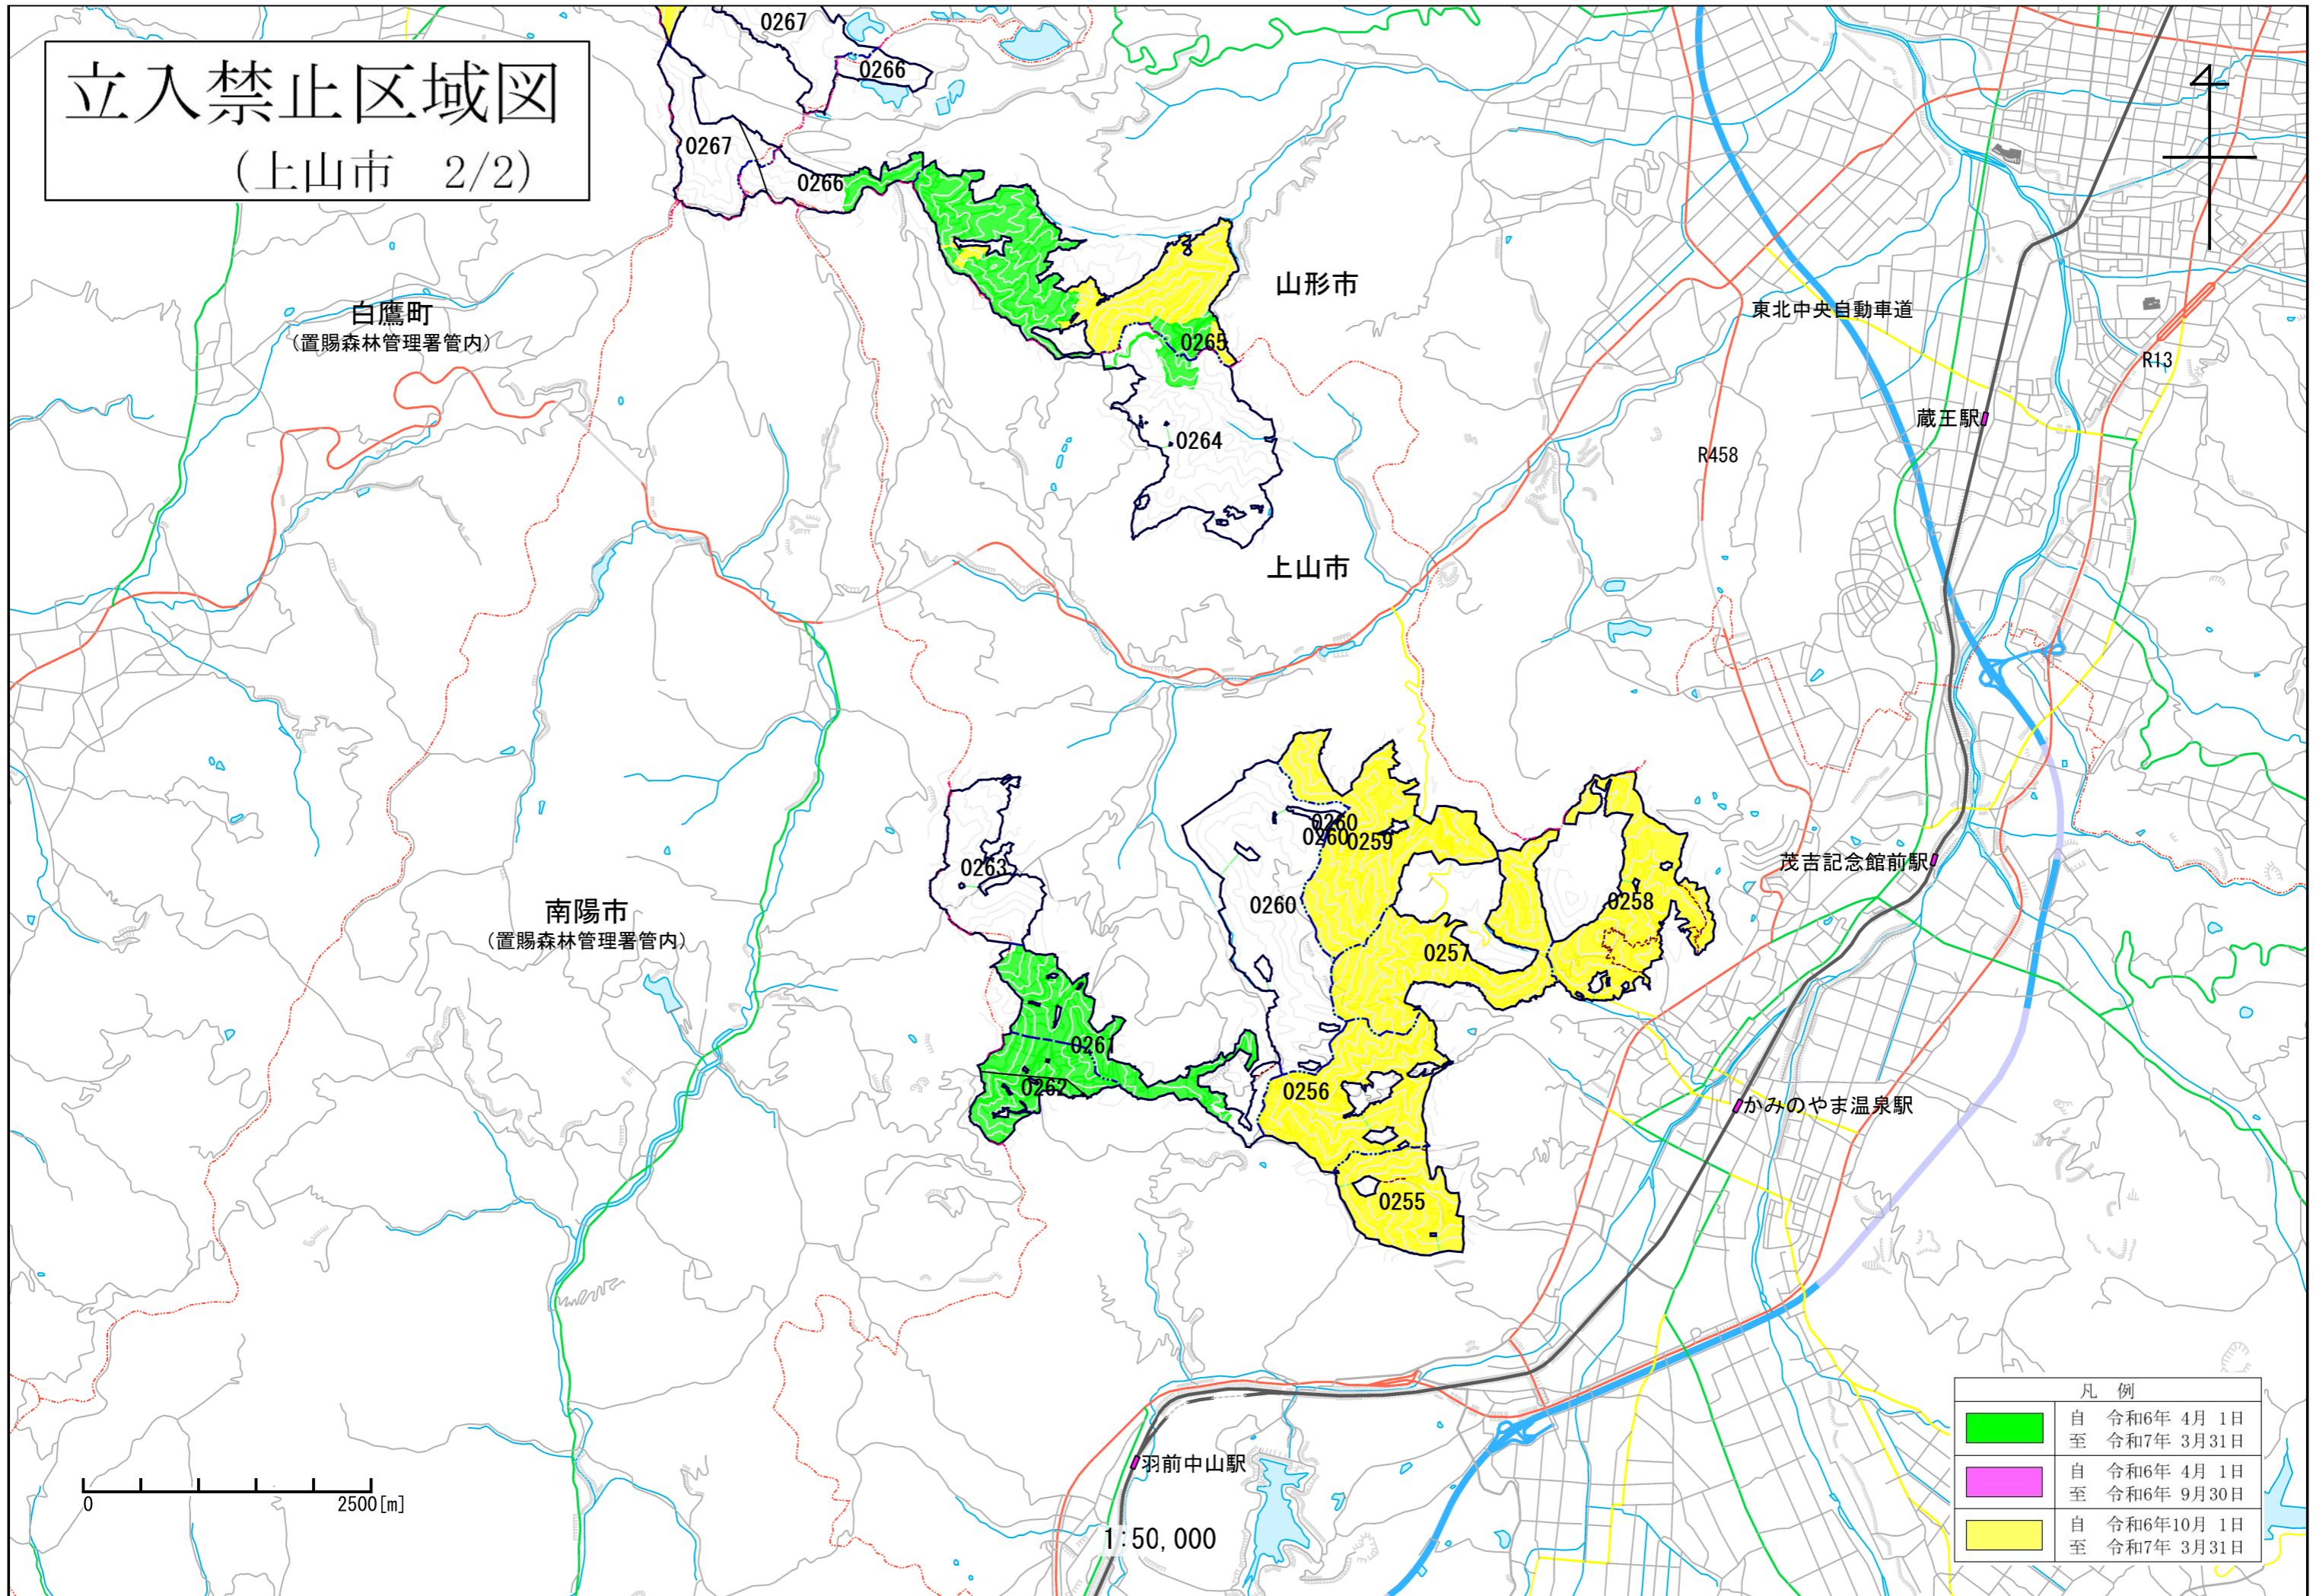 立入禁止区域図
(上山市　2/2)
0267
0266
0267
0266
白鷹町
(置賜森林管理署管内)
山形市
0265
東北中央自動車道
R13
蔵王駅
0264
R458
上山市
0260
0260
0259
0263
茂吉記念館前駅
0260
0258
南陽市
(置賜森林管理署管内)
0257
0261
0262
0256
かみのやま温泉駅
0255
羽前中山駅
0 2500[m]
1:50,000
凡 例
自 令和6年 4月 1日
至 令和7年 3月31日
自 令和6年 4月 1日
至 令和6年 9月30日
自 令和6年10月 1日
至 令和7年 3月31日